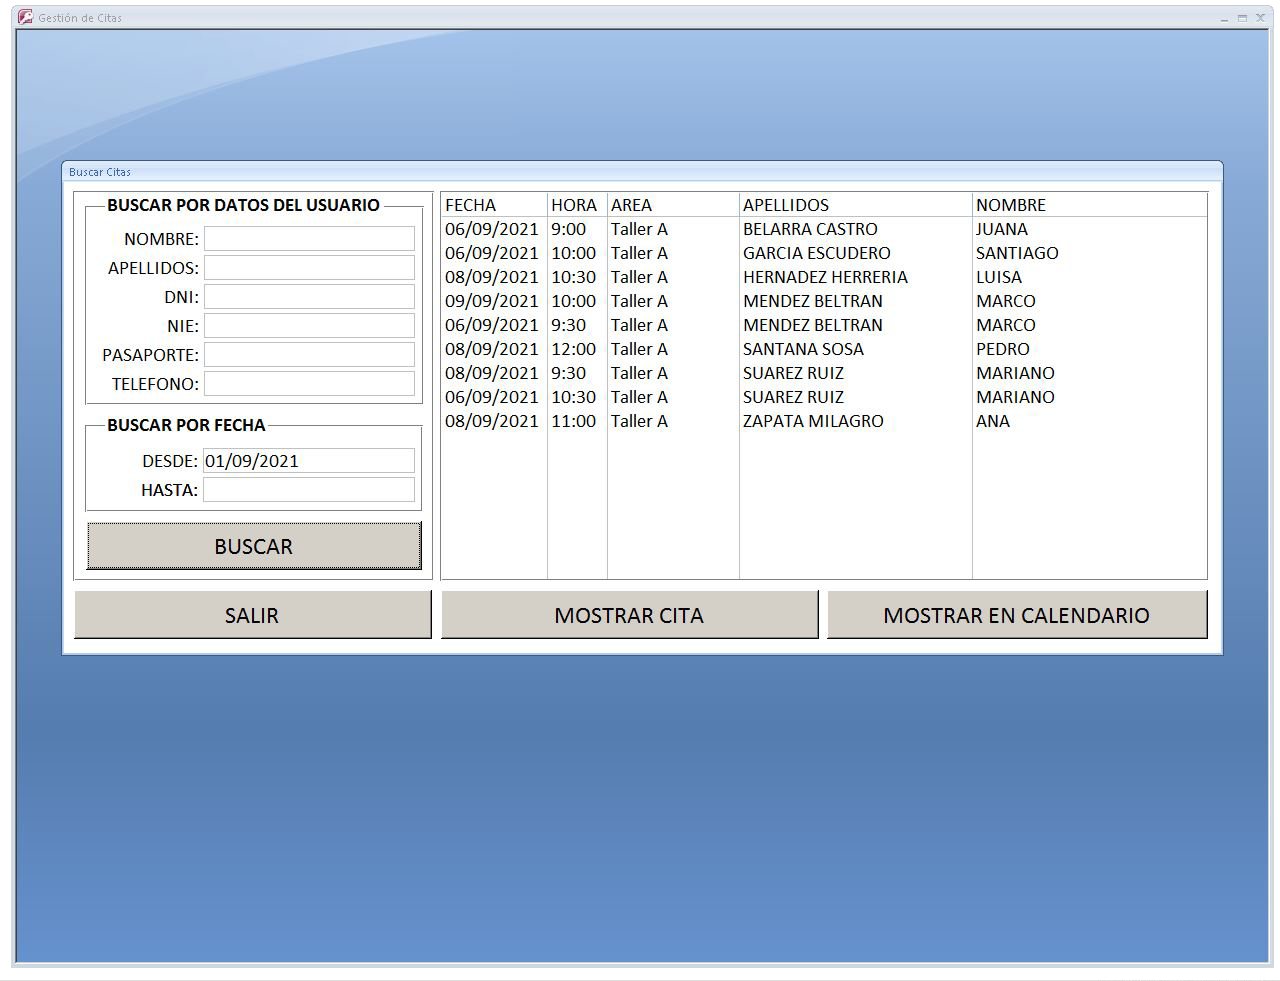 Gestión de Citas
Buscar Citas
BUSCAR POR DATOS DEL USUARIO
NOMBRE:
APELLIDOS:
DNI:
NIE:
PASAPORTE:
TELEFONO:
BUSCAR POR FECHA
DESDE: 01/09/2021
HASTA:
BUSCAR
FECHA HORA AREA APELLIDOS NOMBRE
06/09/2021 9:00 Taller A BELARRA CASTRO JUANA
06/09/2021 10:00 Taller A GARCIA ESCUDERO SANTIAGO
08/09/2021 10:30 Taller A HERNADEZ HERRERIA LUISA
09/09/2021 10:00 Taller A MENDEZ BELTRAN MARCO
06/09/2021 9:30 Taller A MENDEZ BELTRAN MARCO
08/09/2021 12:00 Taller A SANTANA SOSA PEDRO
08/09/2021 9:30 Taller A SUAREZ RUIZ MARIANO
06/09/2021 10:30 Taller A SUAREZ RUIZ MARIANO
08/09/2021 11:00 Taller A ZAPATA MILAGRO ANA
SALIR
MOSTRAR CITA
MOSTRAR EN CALENDARIO